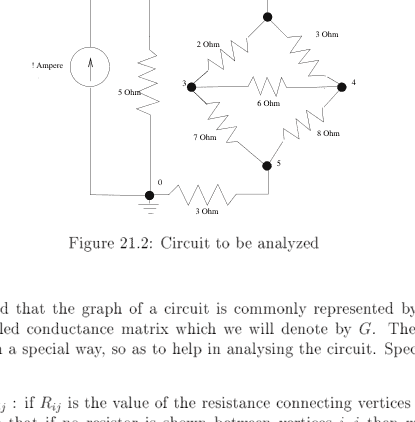 3 Ohm
2 Ohm
! Ampere
3
4
5 Ohm
6 Ohm
7 Ohm
8 Ohm
5
0
3 Ohm
Figure 21.2: Circuit to be analyzed
d that the graph of a circuit is commonly represented by
led conductance matrix which we will denote by G. The
n a special way, so as to help in analysing the circuit. Spec
j : if Rij is the value of the resistance connecting vertices
that if no resistor is shown between vertices i, j then